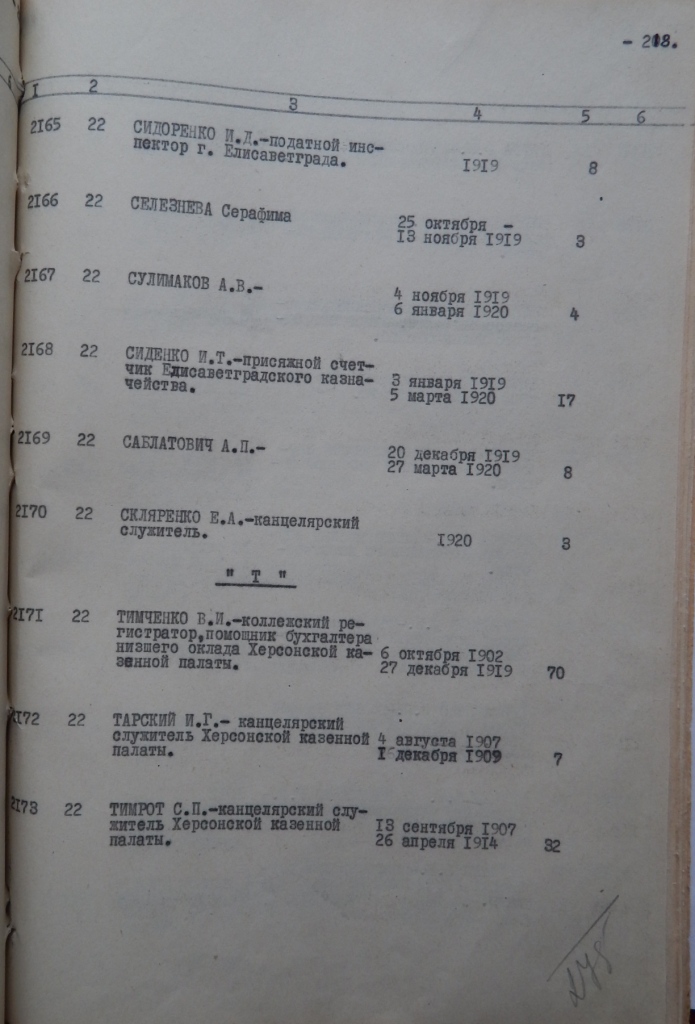 - 213.
1 2 3 4 5 6
2165 22 СИДОРЕНКО И.Д.-податной инс-
пектор г. Елисаветграда. 1919 8
2166 22 СЕЛЕЗНЕВА Серафима 25 октября -
13 ноября 1919 3
2167 22 СУЛИМАКОВ А.В.- 4 ноября 1919
6 января 1920 4
2168 22 СИДЕНКО И.Т.-присяжной счет-
чик Елисаветградского казна- 3 января 1919
чейства. 5 марта 1920 17
2169 22 САБЛАТОВИЧ А.П.- 20 декабря 1919
27 марта 1920 8
2170 22 СКЛЯРЕНКО Е.А.-канцелярский
служитель. 1920 3
" Т "
2171 22 ТИМЧЕНКО В.И.-коллежский ре-
гистратор,помощник бухгалтера
низшего оклада Херсонской ка- 6 октября 1902
зенной палаты. 27 декабря 1919 70
2172 22 ТАРСКИЙ И.Г.- канцелярский
служитель Херсонской казенной 4 августа 1907
палаты. 1 декабря 1909 7
2173 22 ТИМРОТ С.П.-канцелярский слу-
житель Херсонской казенной 13 сентября 1907
палаты. 26 апреля 1914 32